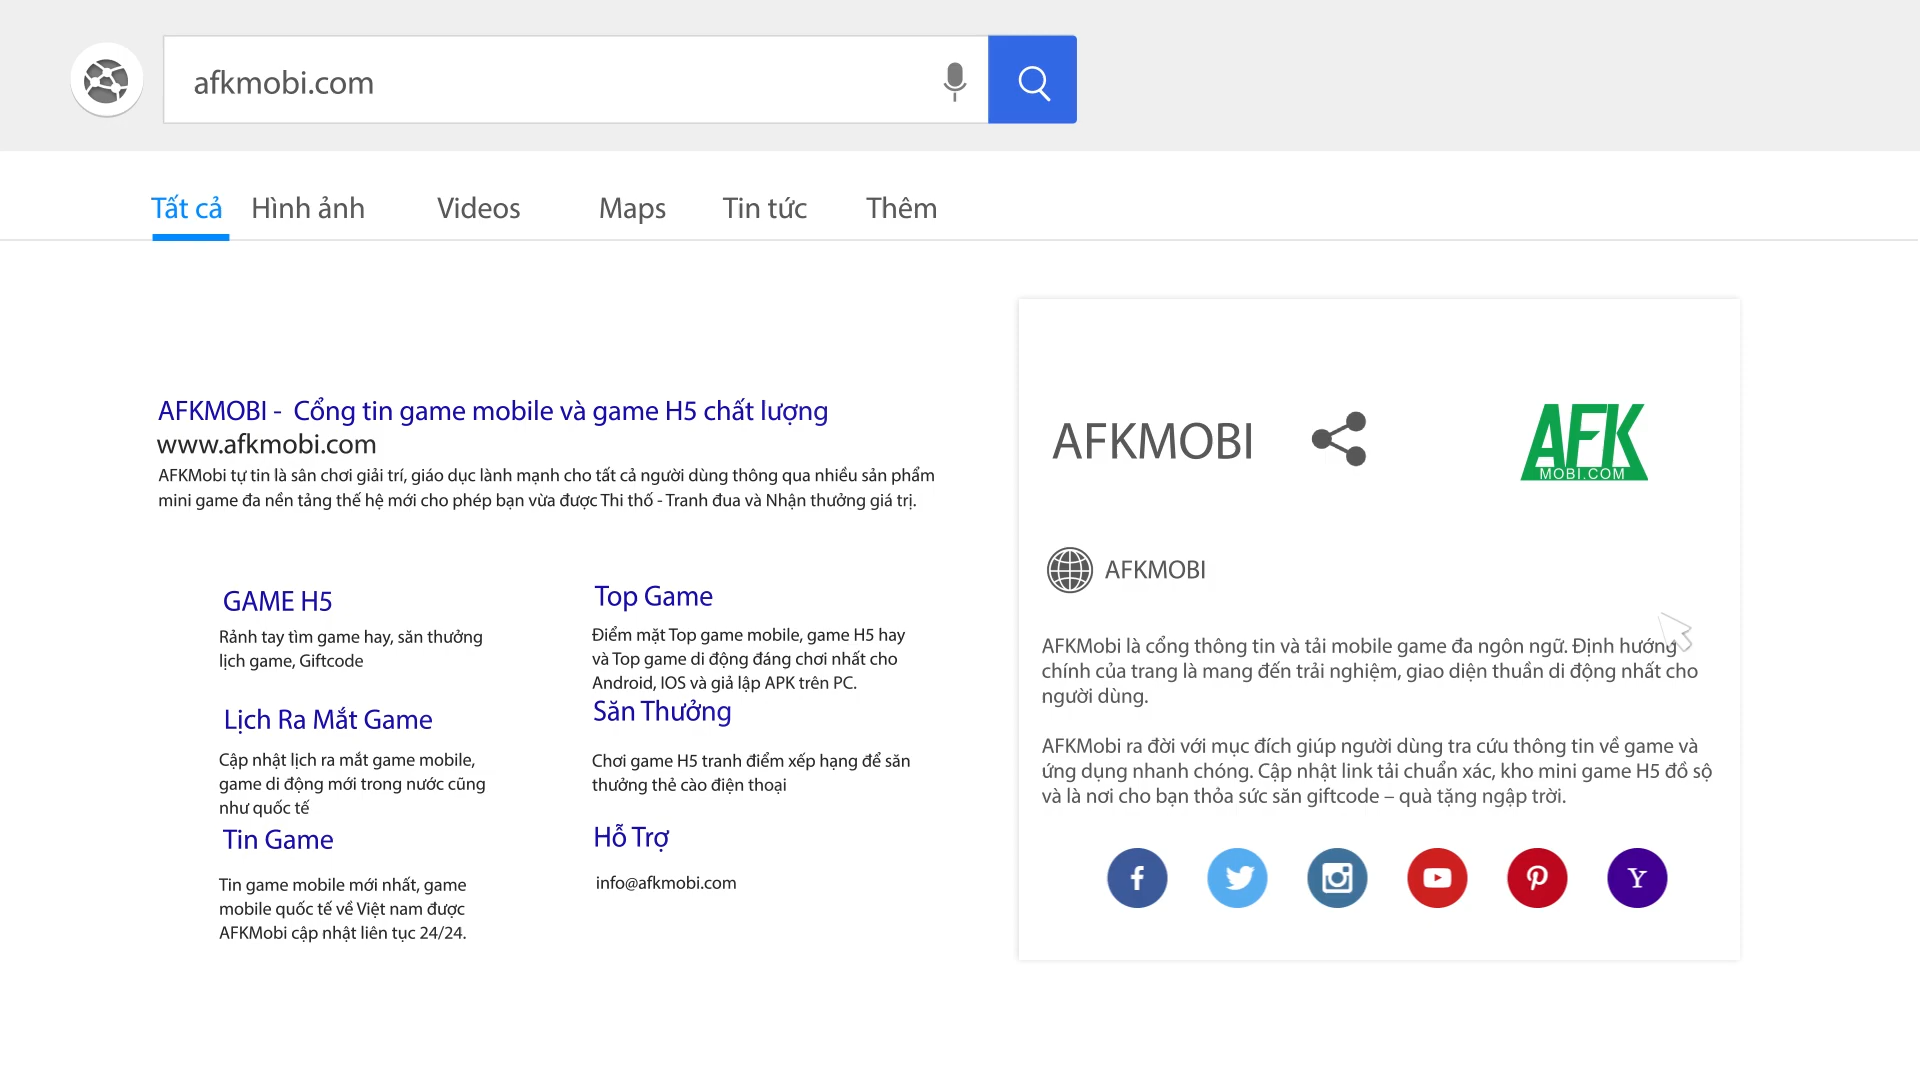 afkmobi.com
Tất cả Hình ảnh Videos Maps Tin tức Thêm
AFKMOBI - Cổng tin game mobile và game H5 chất lượng
www.afkmobi.com
AFKMobi tự tin là sân chơi giải trí, giáo dục lành mạnh cho tất cả người dùng thông qua nhiều sản phẩm
mini game đa nền tảng thế hệ mới cho phép bạn vừa được Thi thố - Tranh đua và Nhận thưởng giá trị.
GAME H5
Rảnh tay tìm game hay, săn thưởng
lịch game, Giftcode
Lịch Ra Mắt Game
Cập nhật lịch ra mắt game mobile,
game di động mới trong nước cũng
như quốc tế
Tin Game
Tin game mobile mới nhất, game
mobile quốc tế về Việt nam được
AFKMobi cập nhật liên tục 24/24.
Top Game
Điểm mặt Top game mobile, game H5 hay
và Top game di động đáng chơi nhất cho
Android, IOS và giả lập APK trên PC.
Săn Thưởng
Chơi game H5 tranh điểm xếp hạng để săn
thưởng thẻ cào điện thoại
Hỗ Trợ
info@afkmobi.com
AFKMOBI
AFK
MOBI.COM
AFKMOBI
AFKMobi là cổng thông tin và tải mobile game đa ngôn ngữ. Định hướng
chính của trang là mang đến trải nghiệm, giao diện thuần di động nhất cho
người dùng.
AFKMobi ra đời với mục đích giúp người dùng tra cứu thông tin về game và
ứng dụng nhanh chóng. Cập nhật link tải chuẩn xác, kho mini game H5 đồ sộ
và là nơi cho bạn thỏa sức săn giftcode – quà tặng ngập trời.